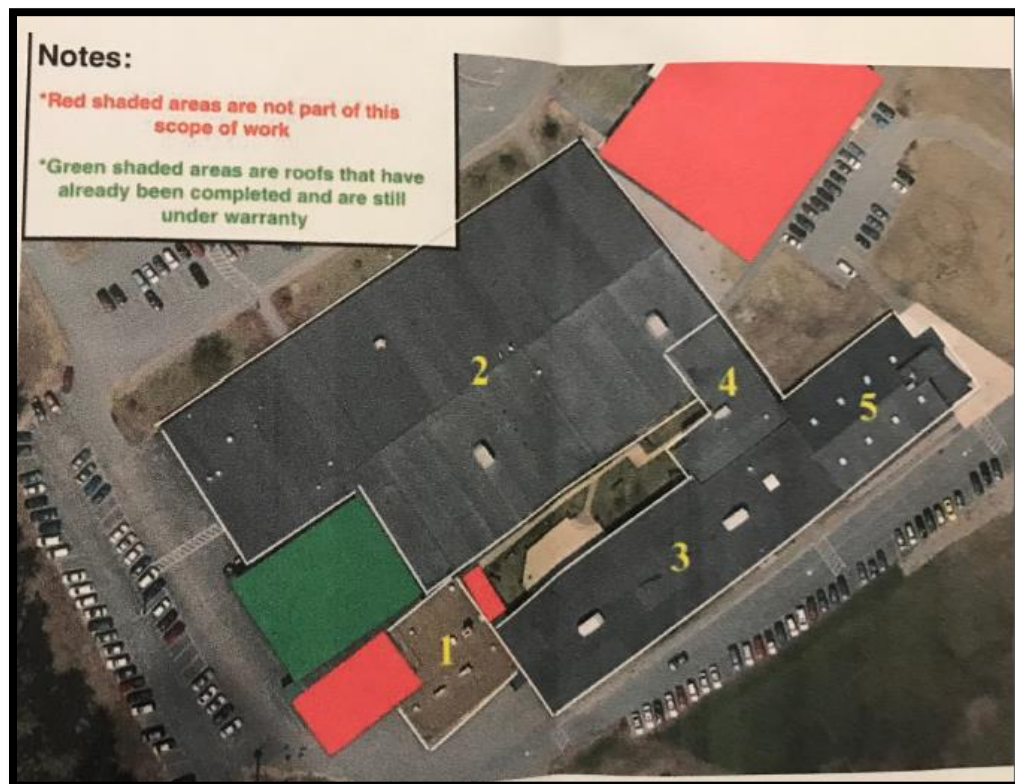 Notes:
*Red shaded areas are not part of this
scope of work
*Green shaded areas are roofs that have
already been completed and are still
under warranty
2
4
5
3
1